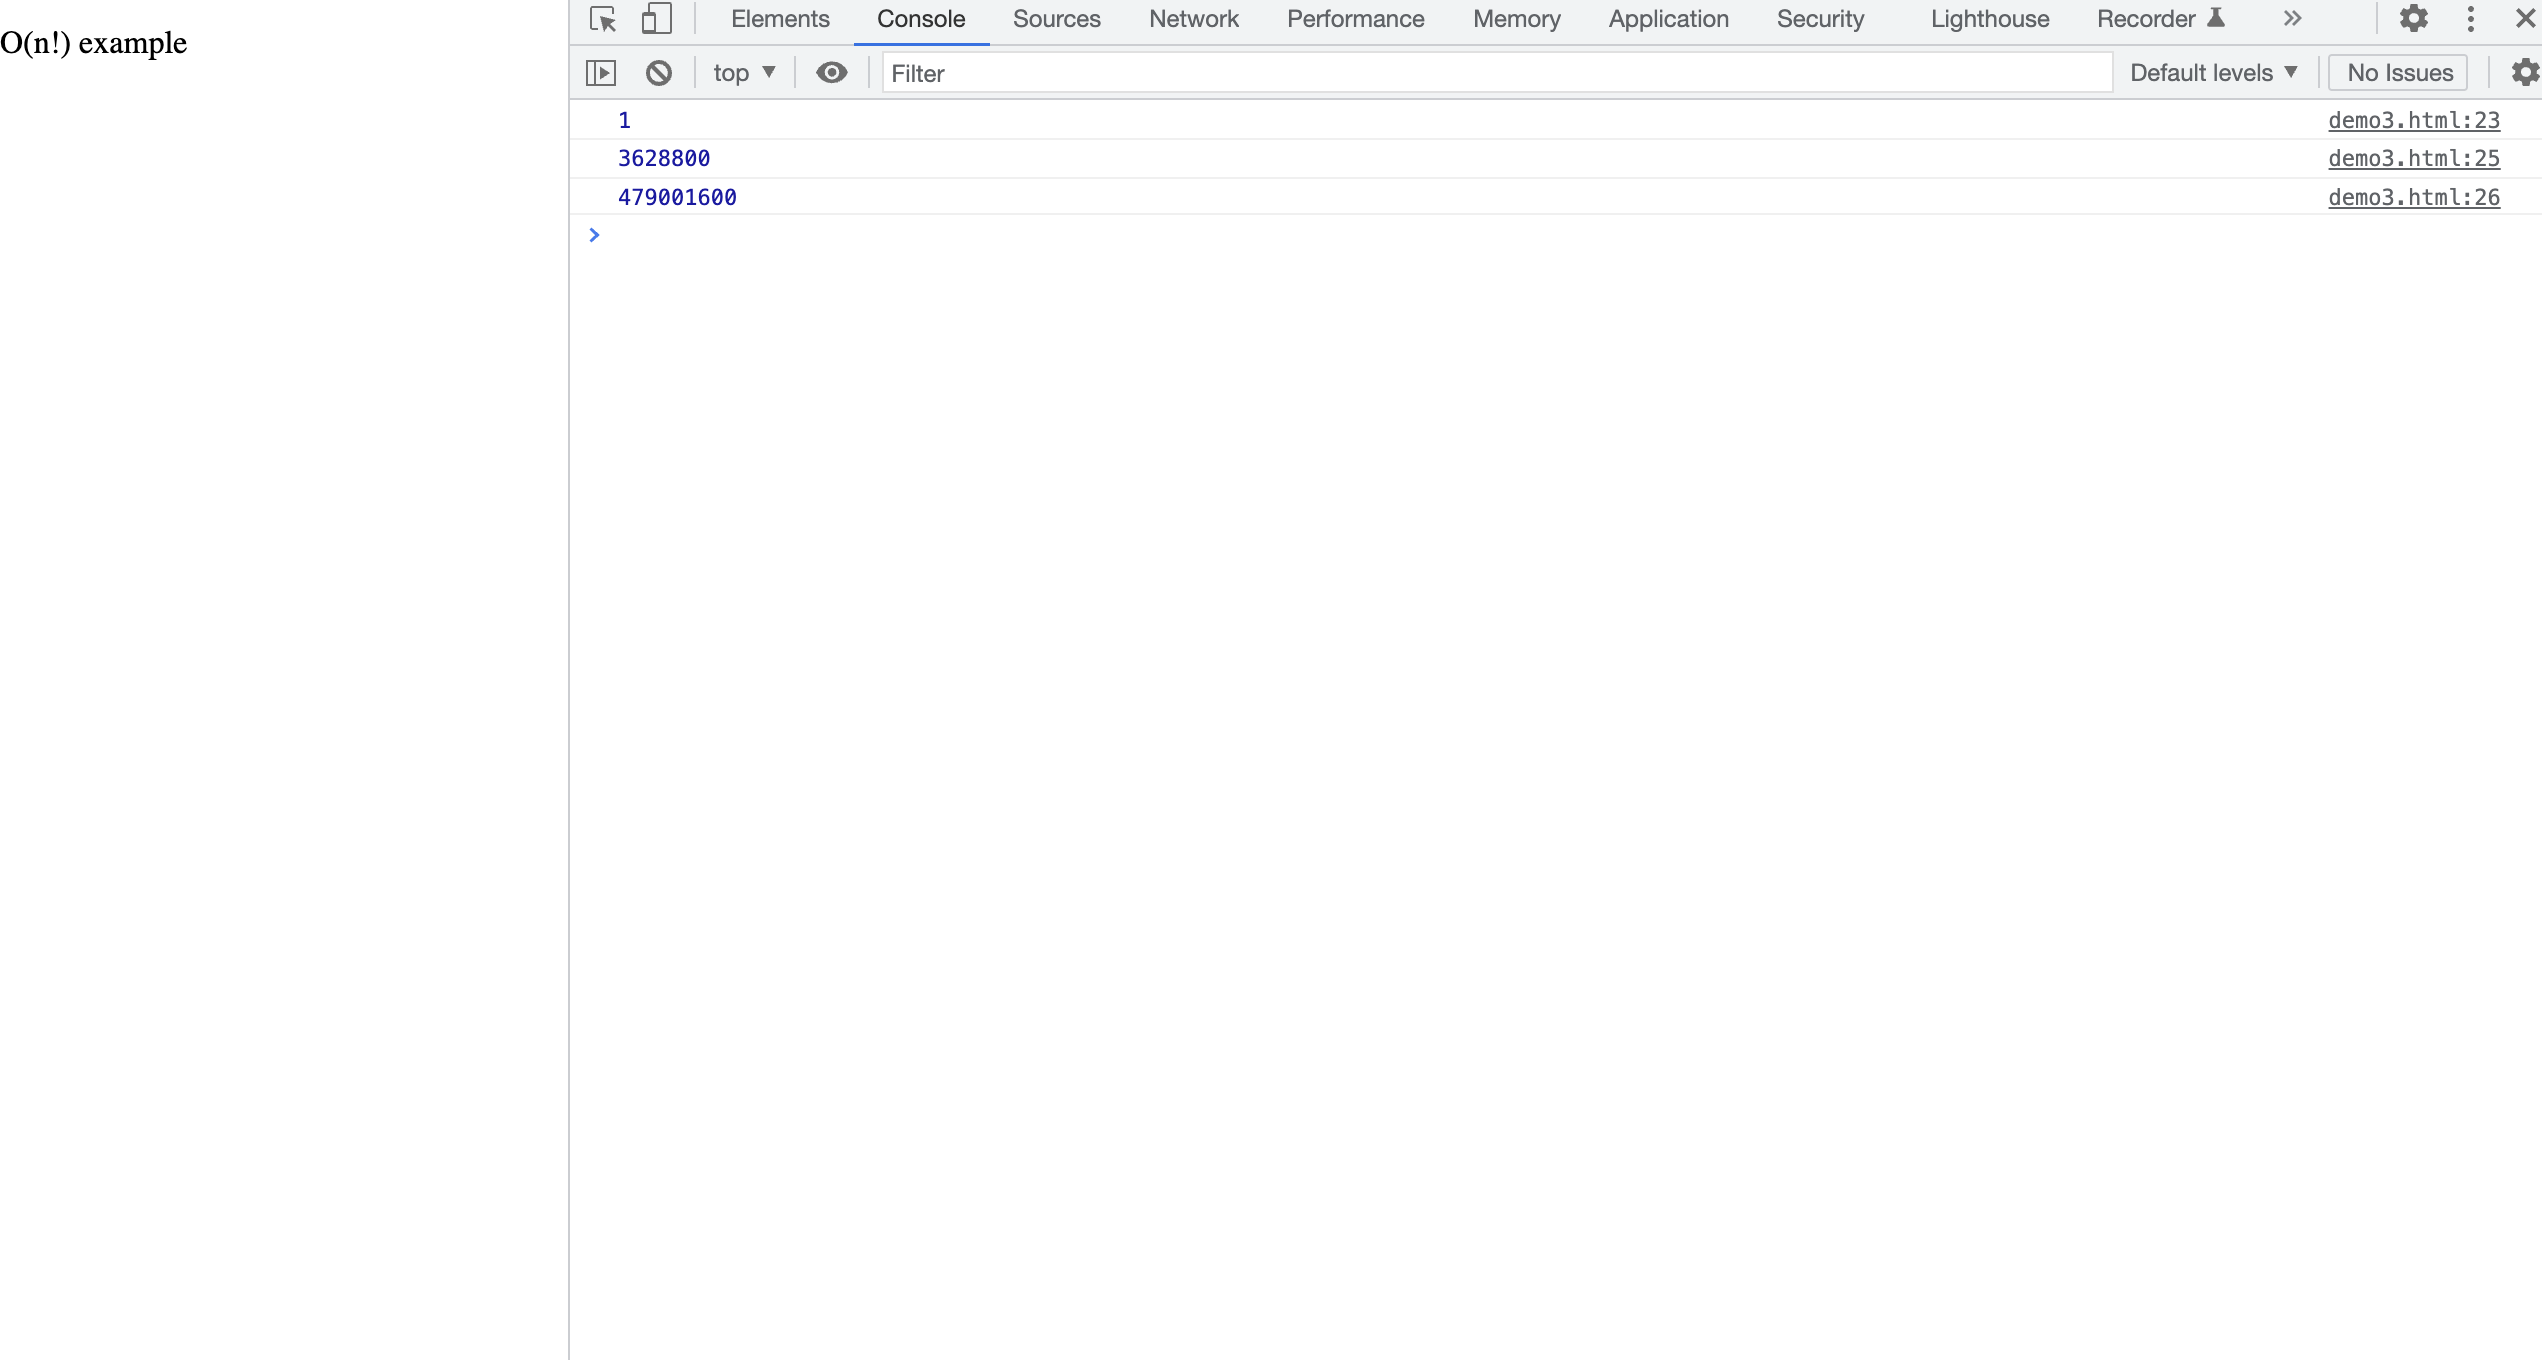 O(n!) example
Elements Console Sources Network Performance Memory Application Security Lighthouse Recorder
top Filter Default levels No Issues
1 demo3.html:23
3628800 demo3.html:25
479001600 demo3.html:26